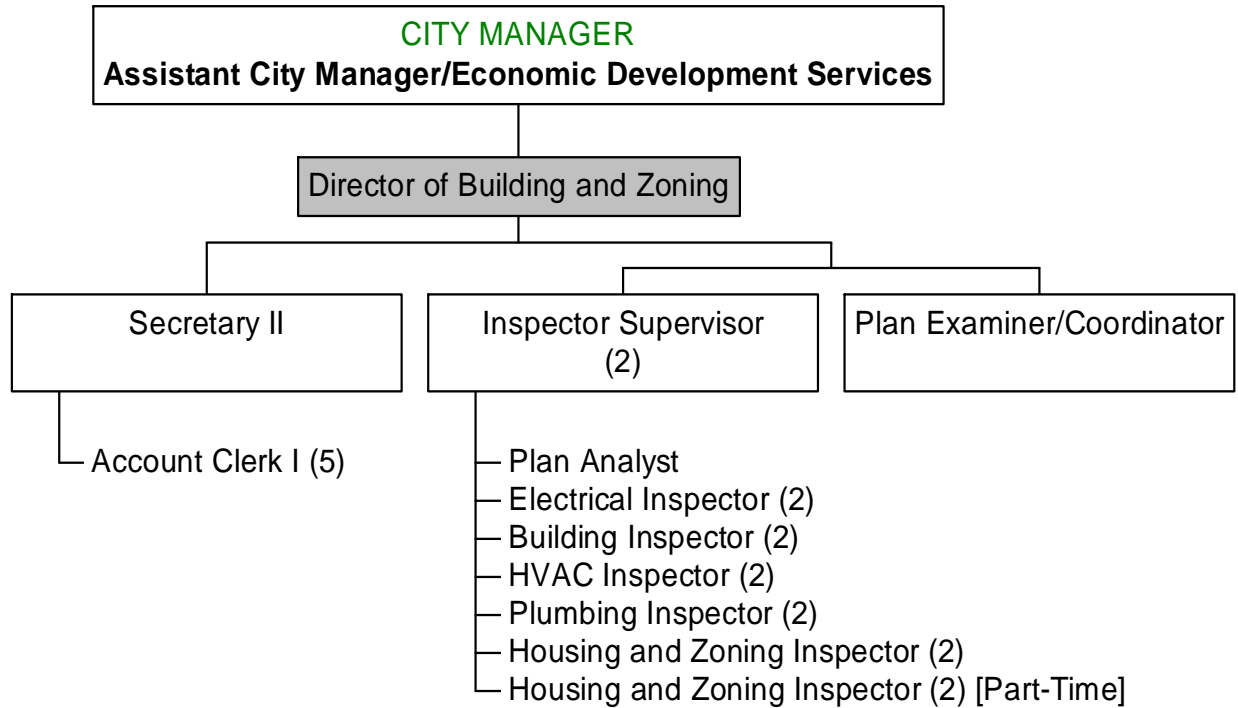 CITY MANAGER
Assistant City Manager/Economic Development Services
Director of Building and Zoning
Secretary II
Inspector Supervisor
(2)
Plan Examiner/Coordinator
Account Clerk I (5)
Plan Analyst
Electrical Inspector (2)
Building Inspector (2)
HVAC Inspector (2)
Plumbing Inspector (2)
Housing and Zoning Inspector (2)
Housing and Zoning Inspector (2) [Part-Time]